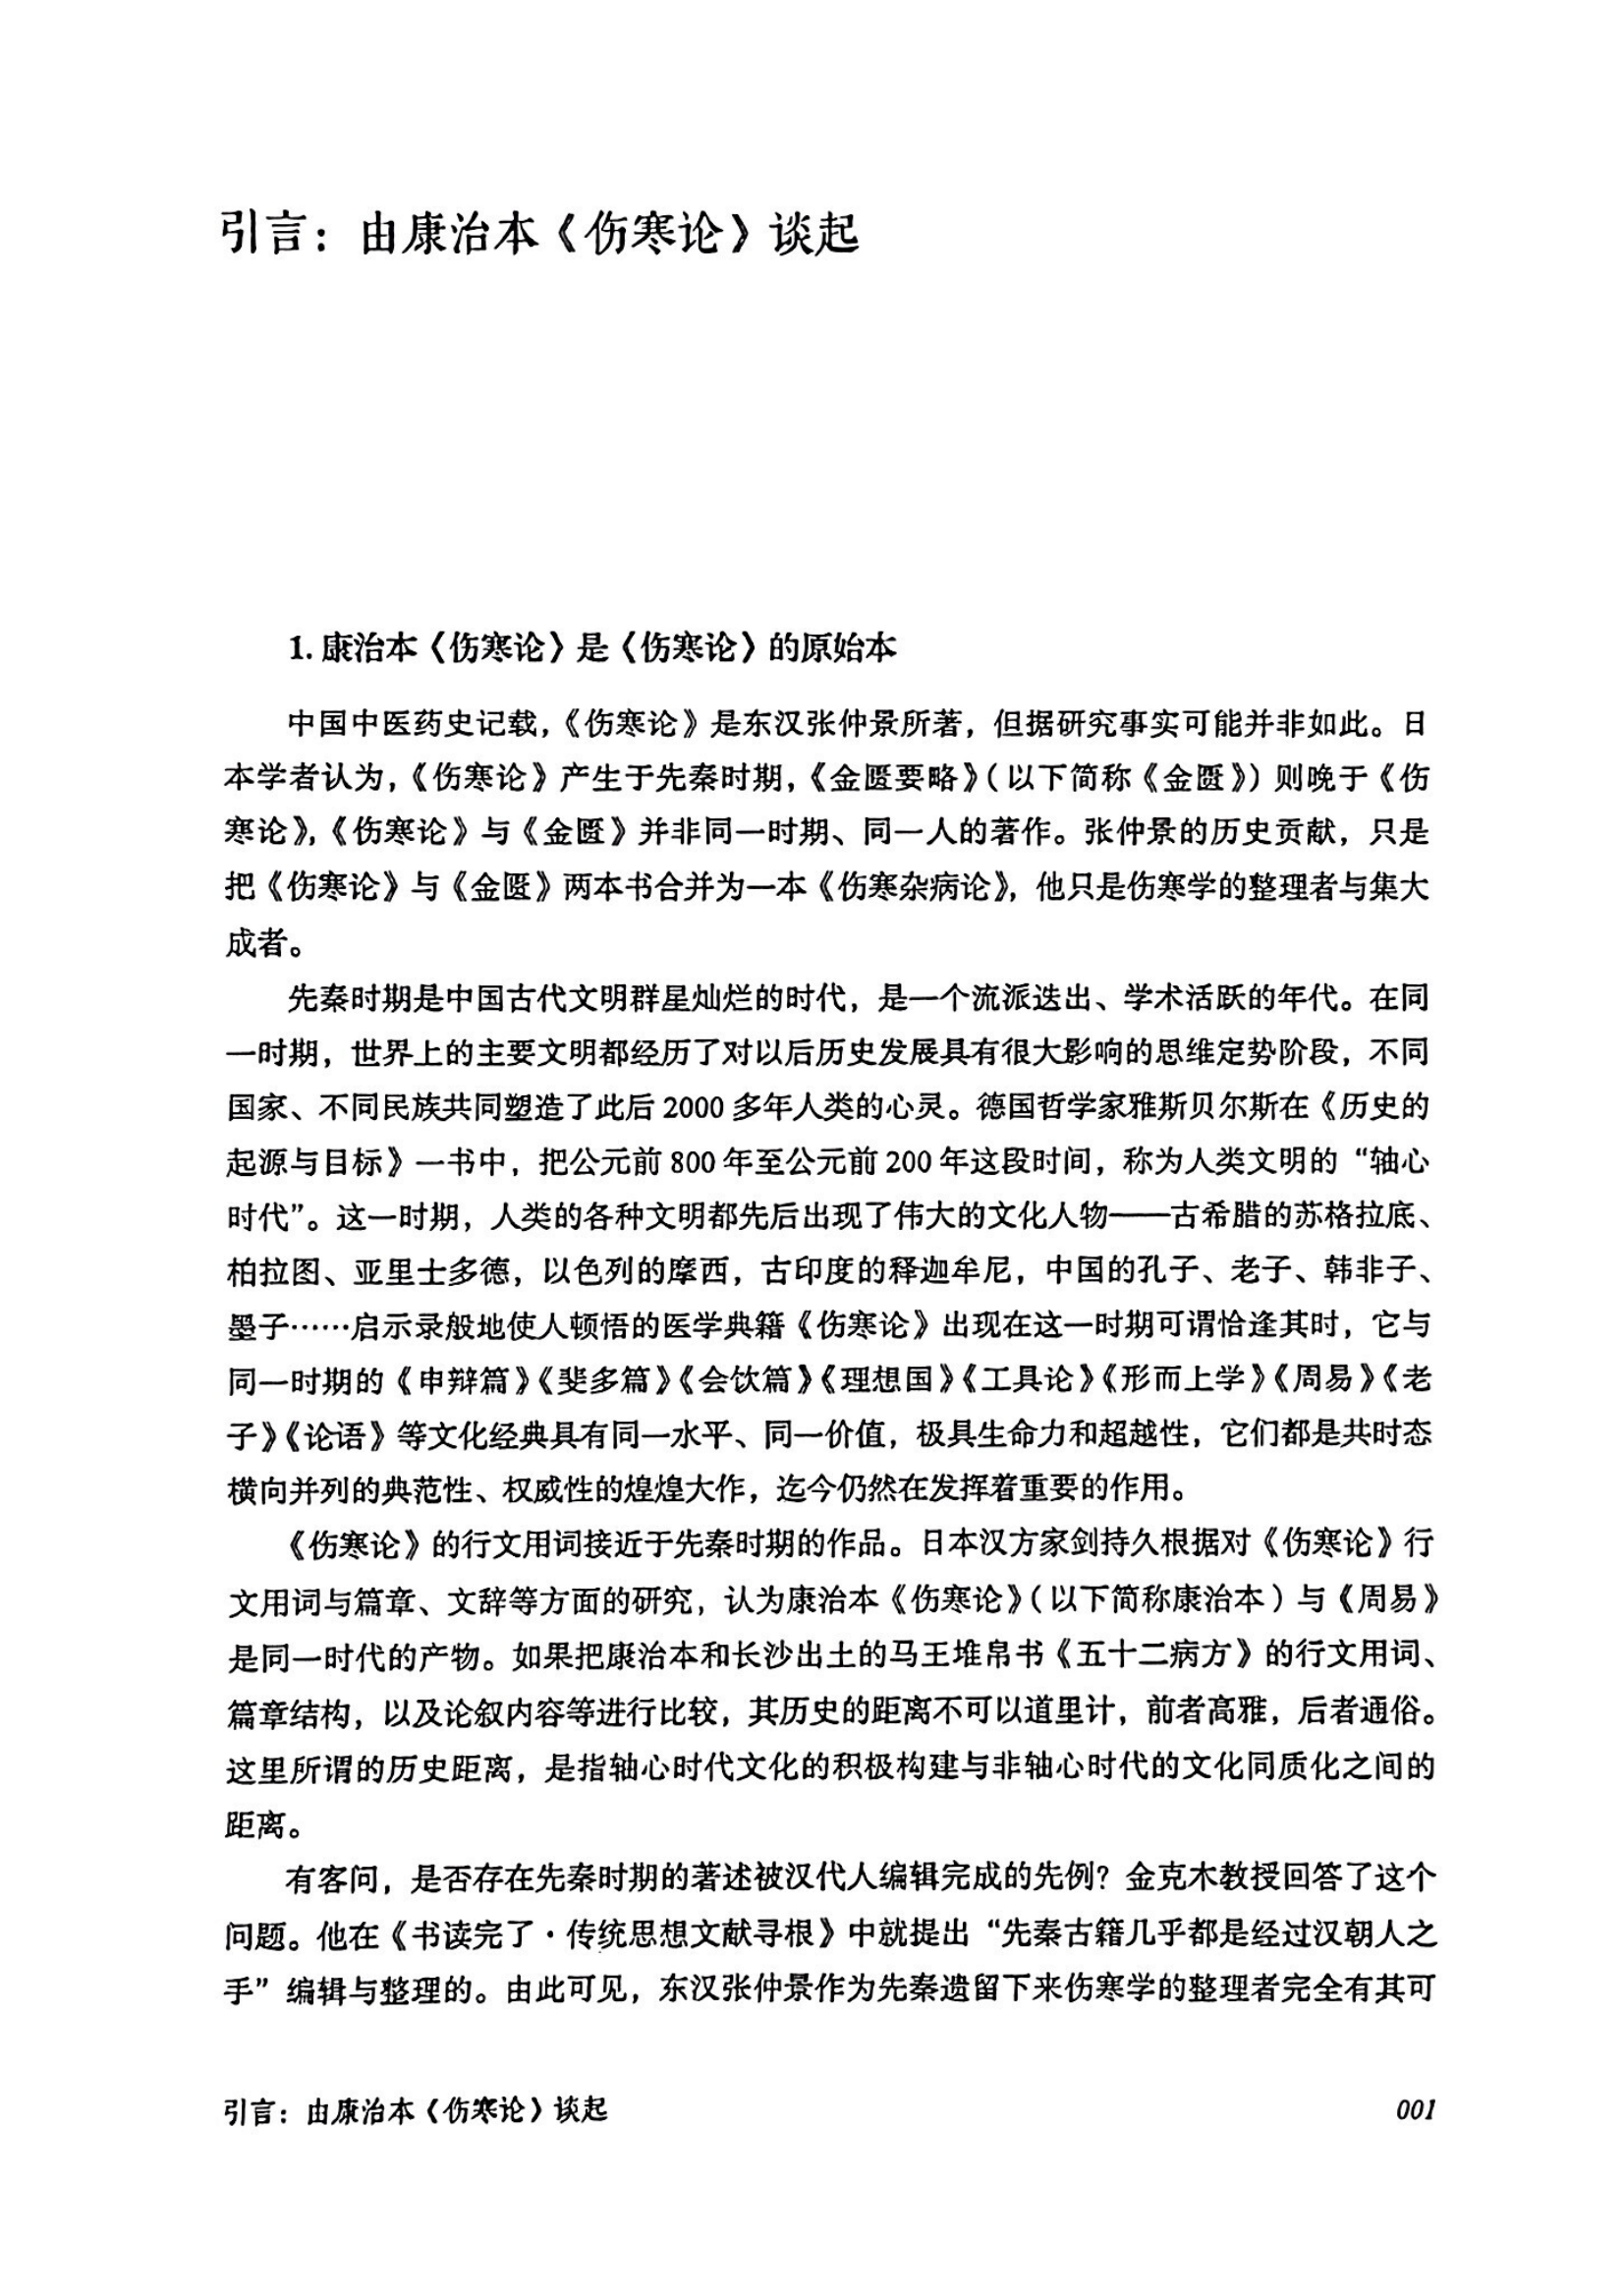 引言：由康治本《伤寒论》谈起
1. 康治本《伤寒论》是《伤寒论》的原始本
中国中医药史记载，《伤寒论》是东汉张仲景所著，但据研究事实可能并非如此。日
本学者认为，《伤寒论》产生于先秦时期，《金匮要略》（以下简称《金匮》）则晚于《伤
寒论》，《伤寒论》与《金匮》并非同一时期、同一人的著作。张仲景的历史贡献，只是
把《伤寒论》与《金匮》两本书合并为一本《伤寒杂病论》，他只是伤寒学的整理者与集大
成者。
先秦时期是中国古代文明群星灿烂的时代，是一个流派迭出、学术活跃的年代。在同
一时期，世界上的主要文明都经历了对以后历史发展具有很大影响的思维定势阶段，不同
国家、不同民族共同塑造了此后 2000 多年人类的心灵。德国哲学家雅斯贝尔斯在《历史的
起源与目标》一书中，把公元前 800 年至公元前 200 年这段时间，称为人类文明的“轴心
时代”。这一时期，人类的各种文明都先后出现了伟大的文化人物——古希腊的苏格拉底、
柏拉图、亚里士多德，以色列的摩西，古印度的释迦牟尼，中国的孔子、老子、韩非子、
墨子……启示录般地使人顿悟的医学典籍《伤寒论》出现在这一时期可谓恰逢其时，它与
同一时期的《申辩篇》《斐多篇》《会饮篇》《理想国》《工具论》《形而上学》《周易》《老
子》《论语》等文化经典具有同一水平、同一价值，极具生命力和超越性，它们都是共时态
横向并列的典范性、权威性的煌煌大作，迄今仍然在发挥着重要的作用。
《伤寒论》的行文用词接近于先秦时期的作品。日本汉方家剑持久根据对《伤寒论》行
文用词与篇章、文辞等方面的研究，认为康治本《伤寒论》（以下简称康治本）与《周易》
是同一时代的产物。如果把康治本和长沙出土的马王堆帛书《五十二病方》的行文用词、
篇章结构，以及论叙内容等进行比较，其历史的距离不可以道里计，前者高雅，后者通俗。
这里所谓的历史距离，是指轴心时代文化的积极构建与非轴心时代的文化同质化之间的
距离。
有客问，是否存在先秦时期的著述被汉代人编辑完成的先例？金克木教授回答了这个
问题。他在《书读完了·传统思想文献寻根》中就提出“先秦古籍几乎都是经过汉朝人之
手”编辑与整理的。由此可见，东汉张仲景作为先秦遗留下来伤寒学的整理者完全有其可
引言：由康治本《伤寒论》谈起
001